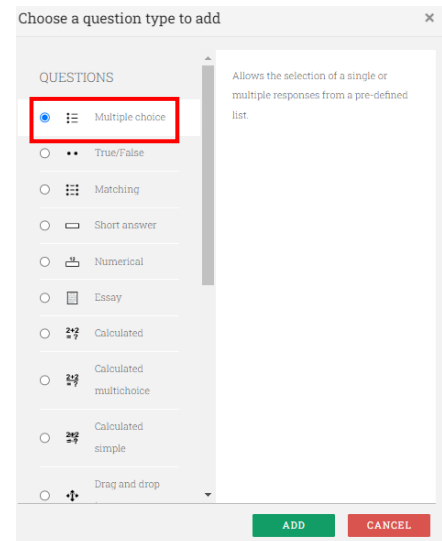 Choose a question type to add ×
QUESTIONS
Multiple choice
True/False
Matching
Short answer
Numerical
Essay
Calculated
Calculated
multichoice
Calculated
simple
Drag and drop
Allows the selection of a single or
multiple responses from a pre-defined
list.
ADD
CANCEL